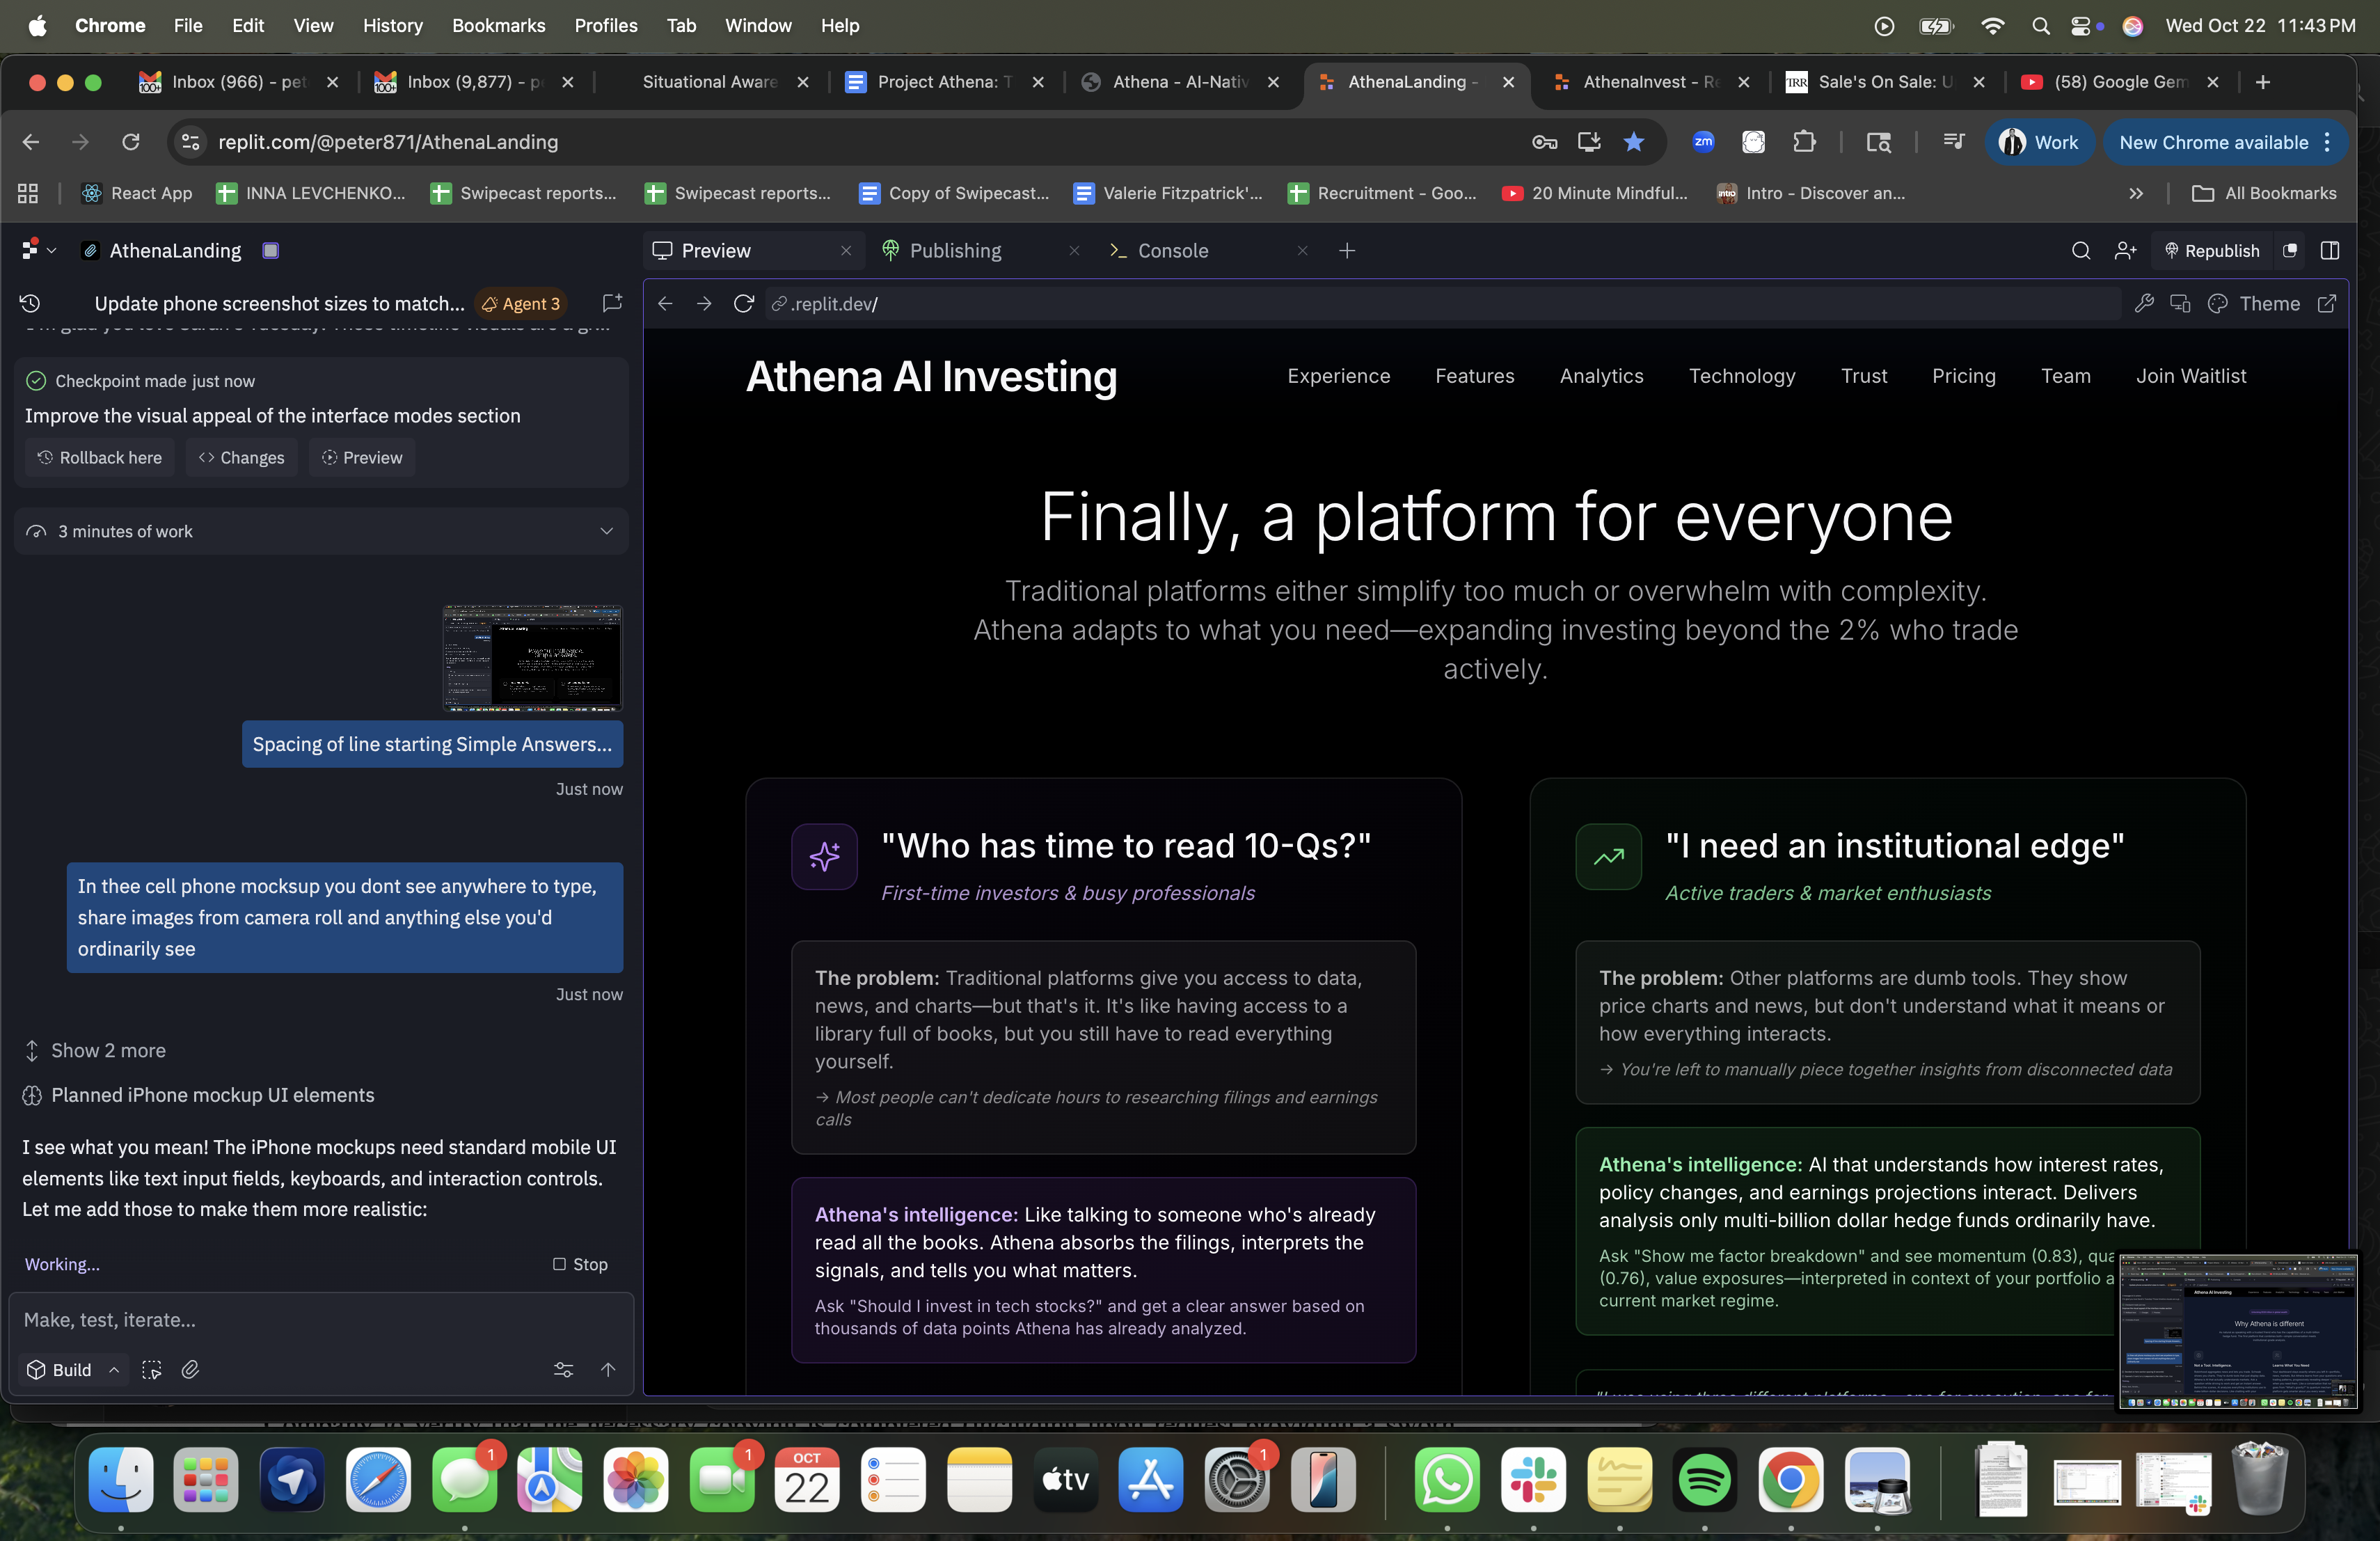 Chrome File Edit View History Bookmarks Profiles Tab Window Help
Wed Oct 22 11:43 PM
Inbox (966) - pet
Inbox (9,877) - p
Situational Aware
Project Athena: T
Athena - AI-Nativ
AthenaLanding -
AthenaInvest - Re
TRR Sale's On Sale: U
(58) Google Gem
replit.com/@peter871/AthenaLanding
zm
Work
New Chrome available
React App
INNA LEVCHENKO...
Swipecast reports...
Swipecast reports...
Copy of Swipecast...
Valerie Fitzpatrick'...
Recruitment - Goo...
20 Minute Mindful...
intro Intro - Discover an...
All Bookmarks
AthenaLanding
Preview
Publishing
Console
Republish
Update phone screenshot sizes to match...
Agent 3
.replit.dev/
Theme
Checkpoint made just now
Improve the visual appeal of the interface modes section
Rollback here
Changes
Preview
3 minutes of work
Spacing of line starting Simple Answers...
Just now
In thee cell phone mocksup you dont see anywhere to type,
share images from camera roll and anything else you'd
ordinarily see
Just now
Show 2 more
Planned iPhone mockup UI elements
I see what you mean! The iPhone mockups need standard mobile UI
elements like text input fields, keyboards, and interaction controls.
Let me add those to make them more realistic:
Working...
Stop
Make, test, iterate...
Build
Athena AI Investing
Experience Features Analytics Technology Trust Pricing Team Join Waitlist
Finally, a platform for everyone
Traditional platforms either simplify too much or overwhelm with complexity.
Athena adapts to what you need—expanding investing beyond the 2% who trade
actively.
"Who has time to read 10-Qs?"
First-time investors & busy professionals
The problem: Traditional platforms give you access to data,
news, and charts—but that's it. It's like having access to a
library full of books, but you still have to read everything
yourself.
→ Most people can't dedicate hours to researching filings and earnings
calls
Athena's intelligence: Like talking to someone who's already
read all the books. Athena absorbs the filings, interprets the
signals, and tells you what matters.
Ask "Should I invest in tech stocks?" and get a clear answer based on
thousands of data points Athena has already analyzed.
"I need an institutional edge"
Active traders & market enthusiasts
The problem: Other platforms are dumb tools. They show
price charts and news, but don't understand what it means or
how everything interacts.
→ You're left to manually piece together insights from disconnected data
Athena's intelligence: AI that understands how interest rates,
policy changes, and earnings projections interact. Delivers
analysis only multi-billion dollar hedge funds ordinarily have.
Ask "Show me factor breakdown" and see momentum (0.83), qua
(0.76), value exposures—interpreted in context of your portfolio a
current market regime.
Athena AI Investing
Why Athena is different
1
1
OCT
22
tv
1